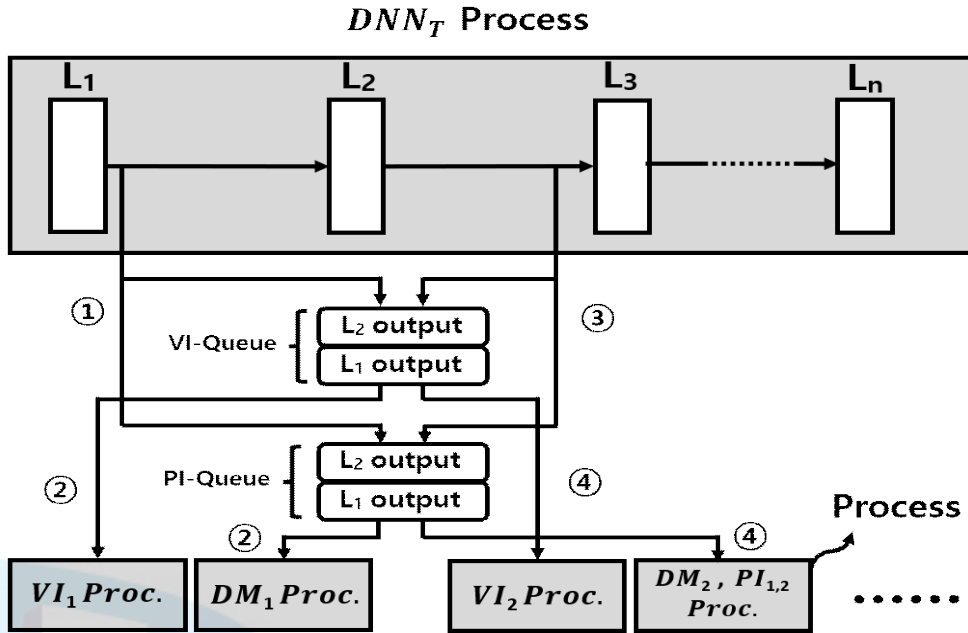 DNN_T Process
L₁
L₂
L₃
Lₙ
①
③
L₂ output
VI-Queue
L₁ output
L₂ output
PI-Queue
L₁ output
②
④
②
④
Process
VI₁ Proc.
DM₁ Proc.
VI₂ Proc.
DM₂ , PI₁,₂
Proc.
......